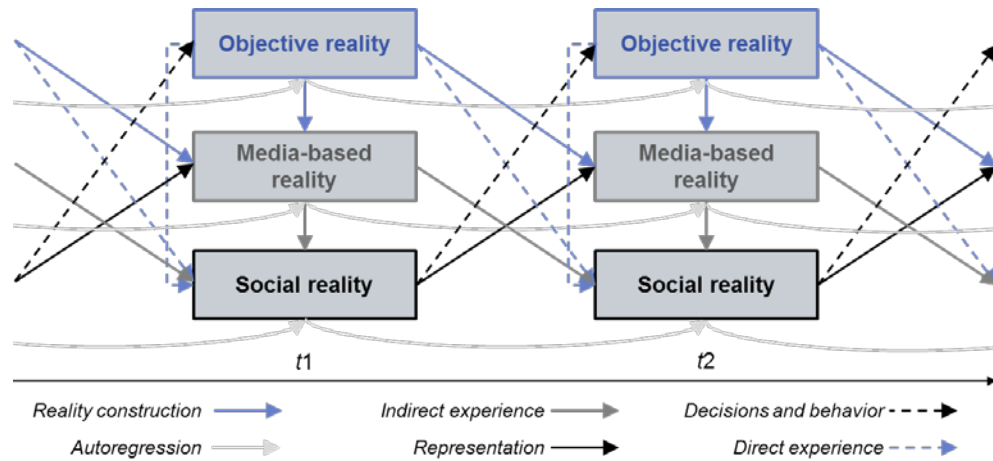 Objective reality
Objective reality
Media-based
reality
Media-based
reality
Social reality
Social reality
t1
t2
Reality construction
Indirect experience
Decisions and behavior
Autoregression
Representation
Direct experience